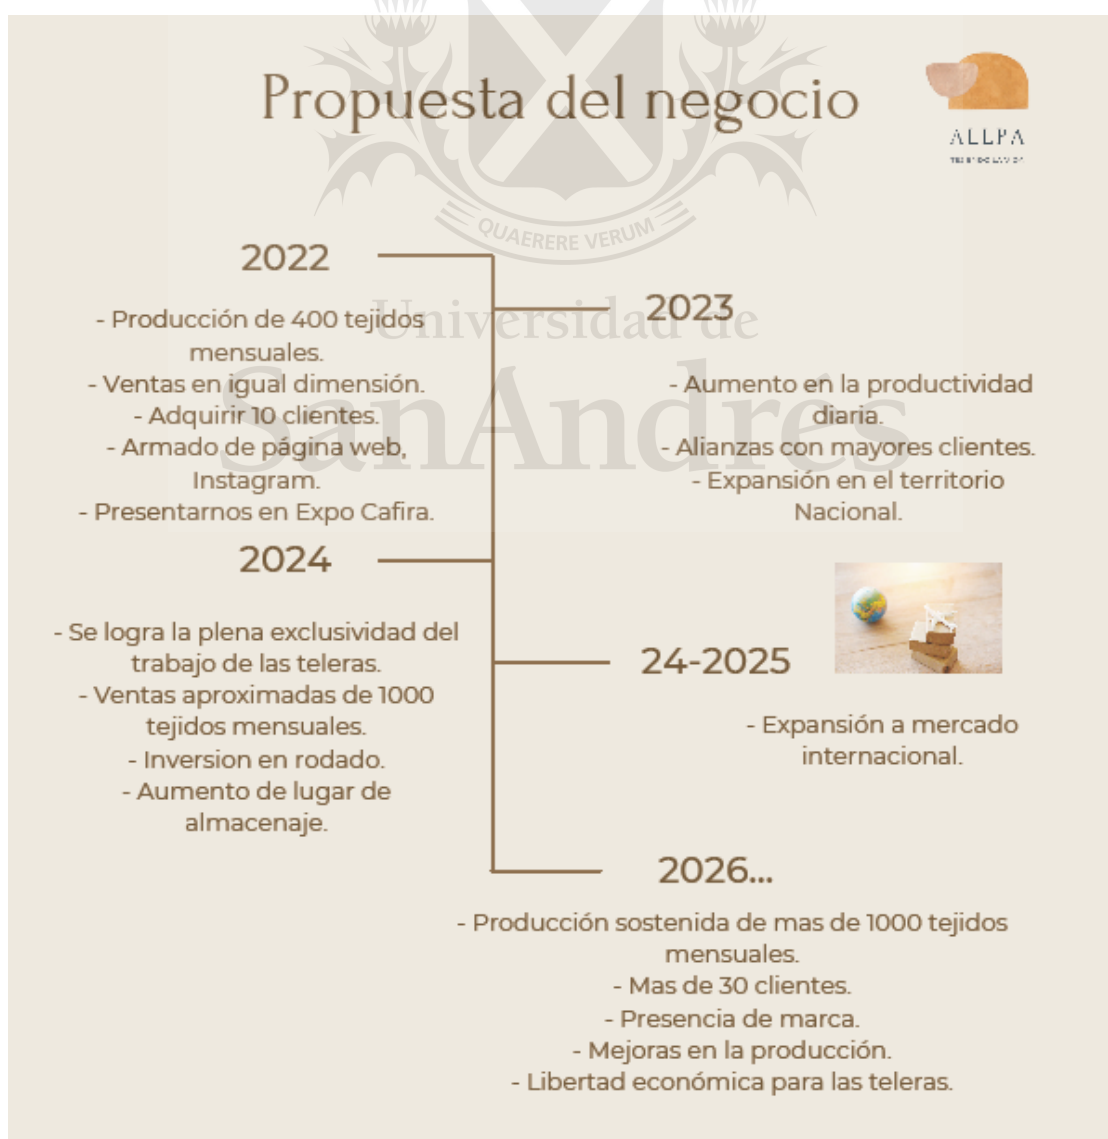 Propuesta del negocio
ALLPA
QUAERERE VERUM
Universidad de
SanAndrés
2022
- Producción de 400 tejidos
mensuales.
- Ventas en igual dimensión.
- Adquirir 10 clientes.
- Armado de página web,
Instagram.
- Presentarnos en Expo Cafira.
2023
- Aumento en la productividad
diaria.
- Alianzas con mayores clientes.
- Expansión en el territorio
Nacional.
2024
- Se logra la plena exclusividad del
trabajo de las teleras.
- Ventas aproximadas de 1000
tejidos mensuales.
- Inversion en rodado.
- Aumento de lugar de
almacenaje.
24-2025
- Expansión a mercado
internacional.
2026...
- Producción sostenida de mas de 1000 tejidos
mensuales.
- Mas de 30 clientes.
- Presencia de marca.
- Mejoras en la producción.
- Libertad económica para las teleras.